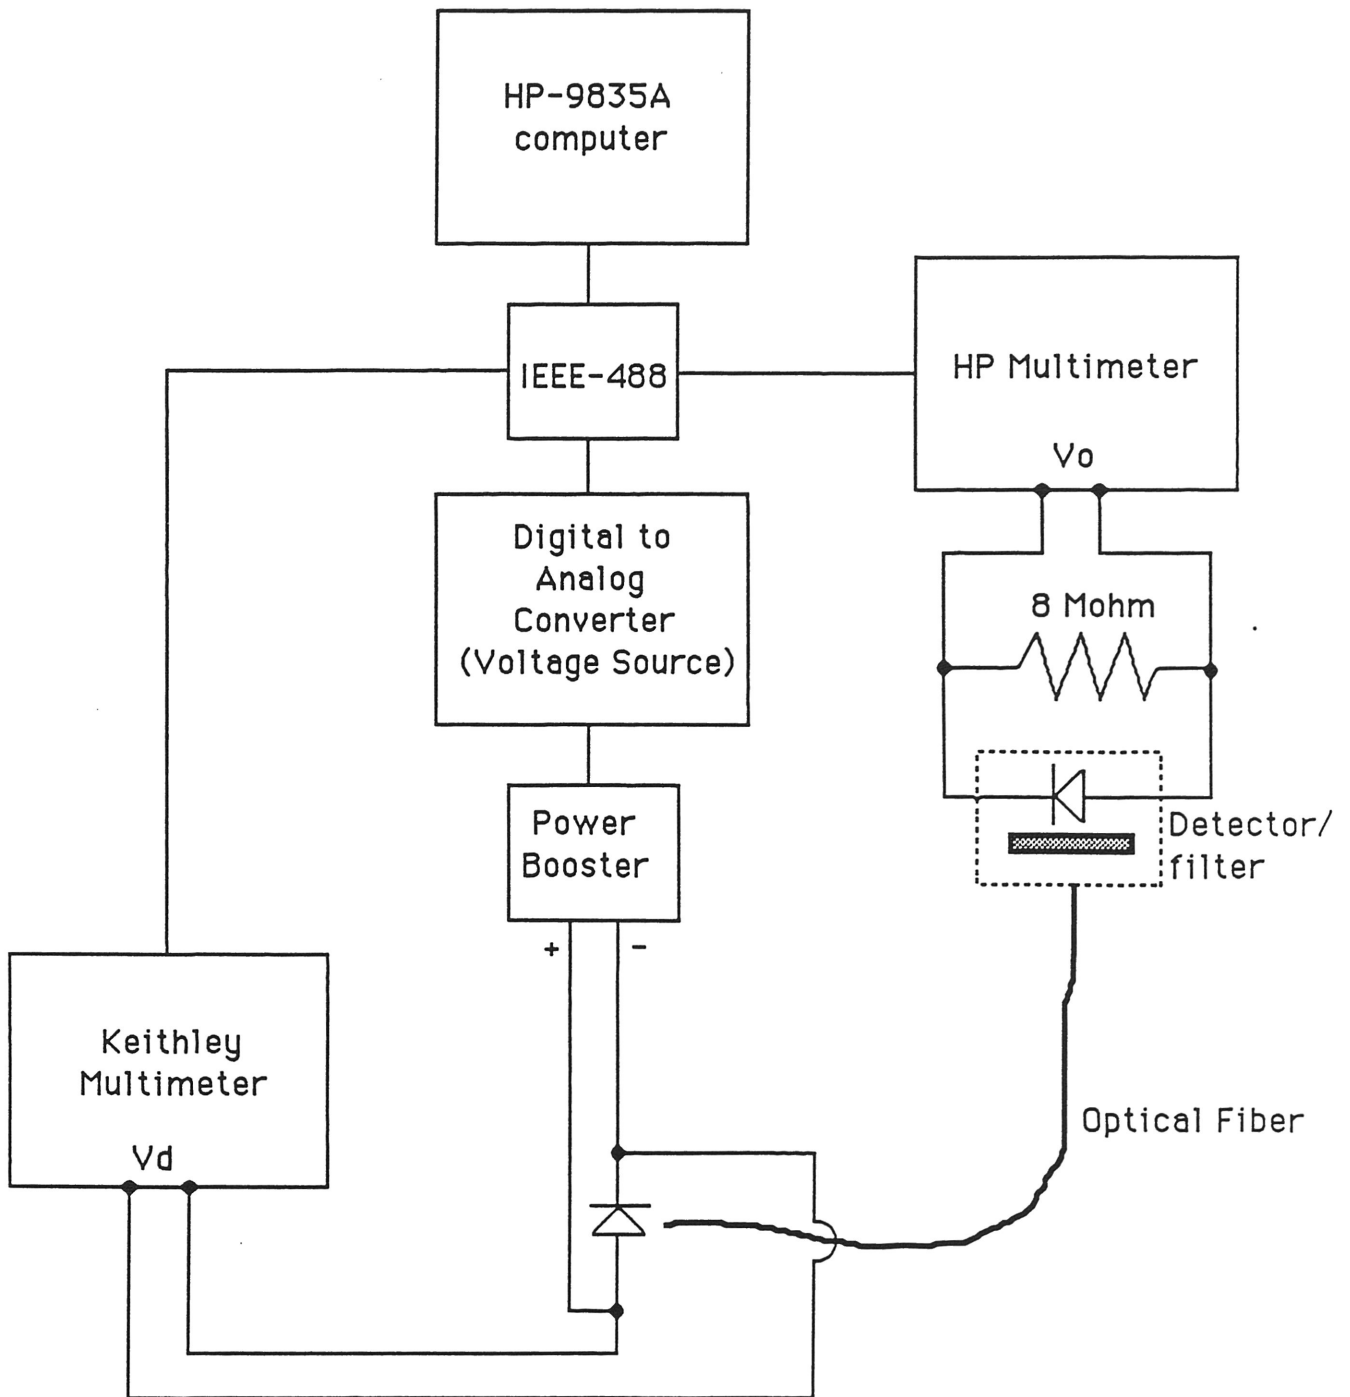 HP-9835A
computer
IEEE-488
HP Multimeter
Vo
Digital to
Analog
Converter
(Voltage Source)
8 Mohm
Power
Booster
Detector/
filter
+ -
Keithley
Multimeter
Vd
Optical Fiber